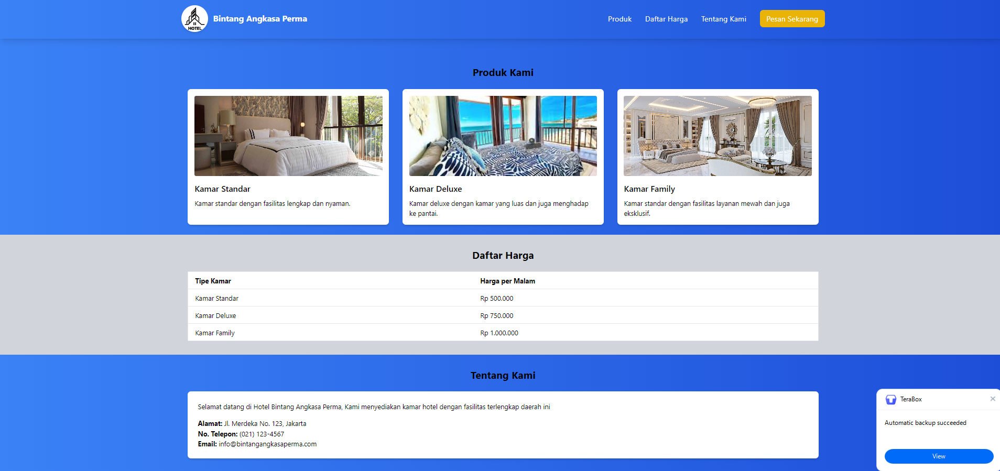 HOTEL
Bintang Angkasa Perma
Produk
Daftar Harga
Tentang Kami
Pesan Sekarang
Produk Kami
Kamar Standar
Kamar standar dengan fasilitas lengkap dan nyaman.
Kamar Deluxe
Kamar deluxe dengan kamar yang luas dan juga menghadap
ke pantai.
Kamar Family
Kamar standar dengan fasilitas layanan mewah dan juga
eksklusif.
Daftar Harga
Tipe Kamar Harga per Malam
Kamar Standar Rp 500.000
Kamar Deluxe Rp 750.000
Kamar Family Rp 1.000.000
Tentang Kami
Selamat datang di Hotel Bintang Angkasa Perma, Kami menyediakan kamar hotel dengan fasilitas terlengkap daerah ini
Alamat: Jl. Merdeka No. 123, Jakarta
No. Telepon: (021) 123-4567
Email: info@bintangangkasaperma.com
TeraBox
Automatic backup succeeded
View